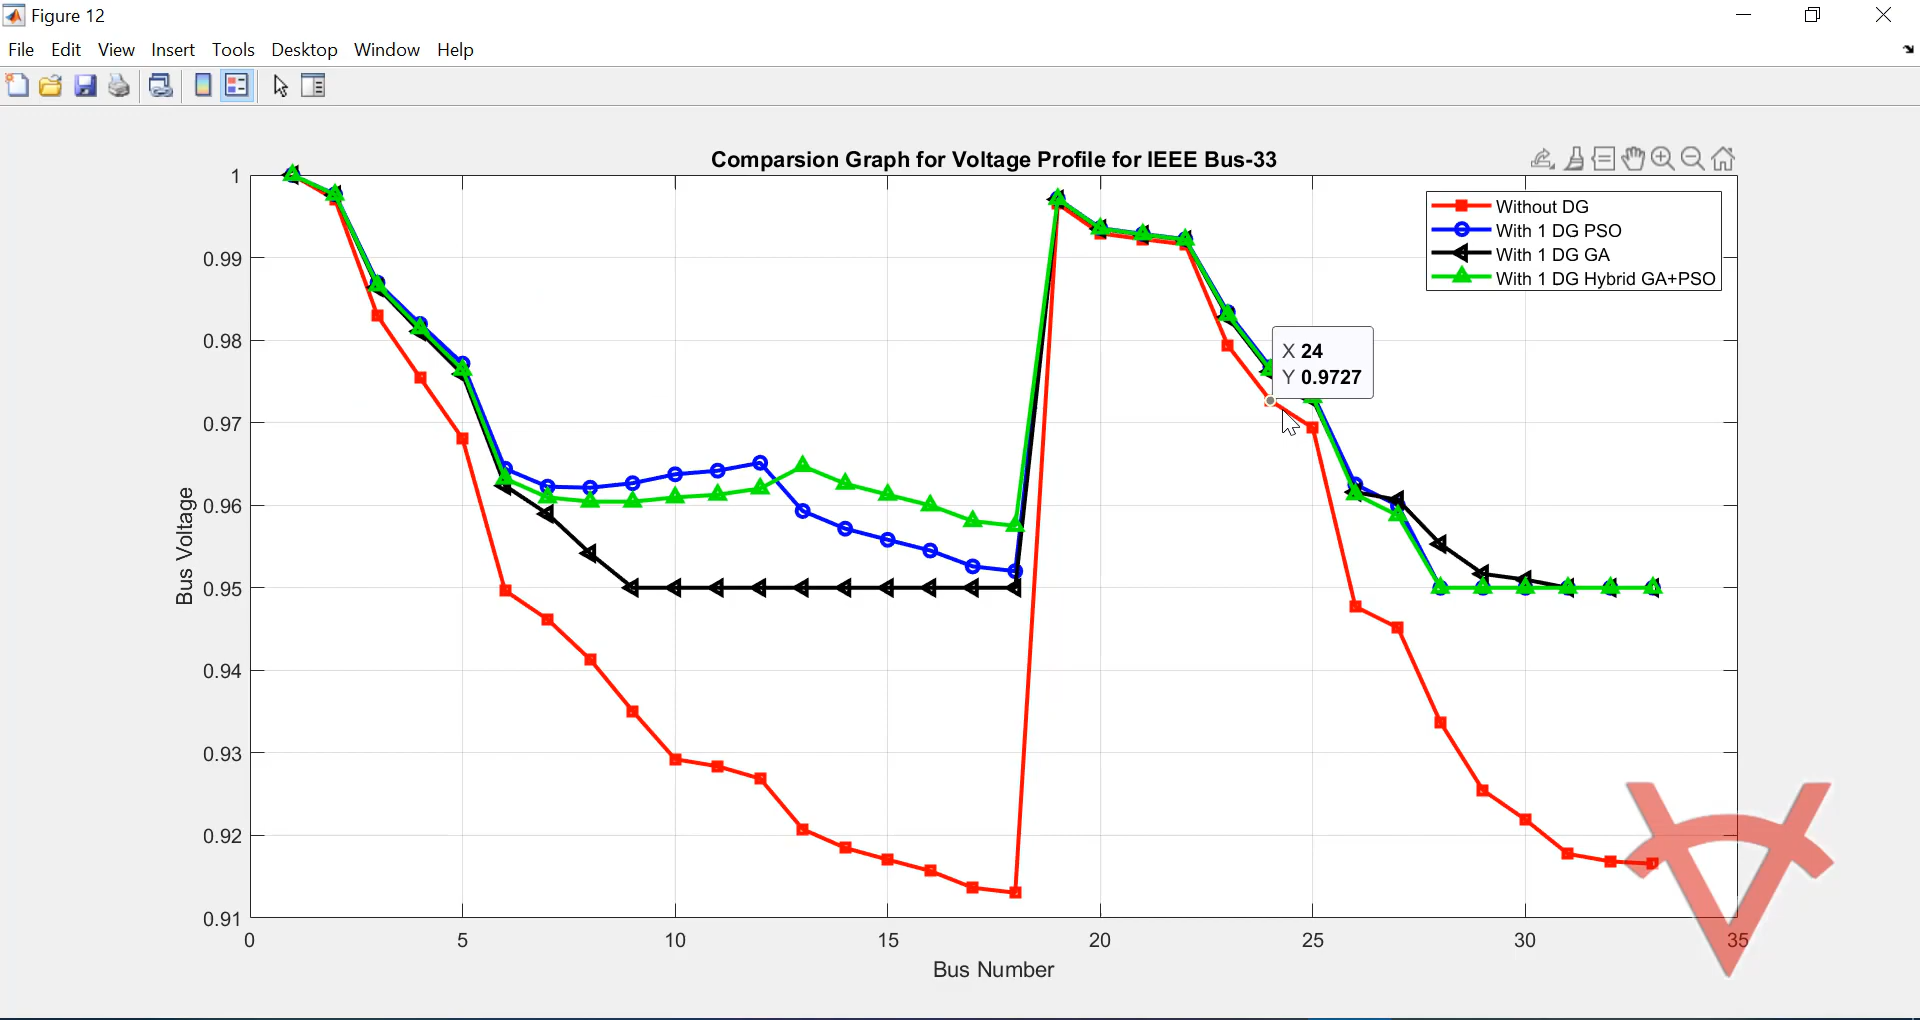 Figure 12
File Edit View Insert Tools Desktop Window Help
Comparsion Graph for Voltage Profile for IEEE Bus-33
Without DG
With 1 DG PSO
With 1 DG GA
With 1 DG Hybrid GA+PSO
X 24
Y 0.9727
1
0.99
0.98
0.97
0.96
0.95
0.94
0.93
0.92
0.91
Bus Voltage
0 5 10 15 20 25 30 35
Bus Number